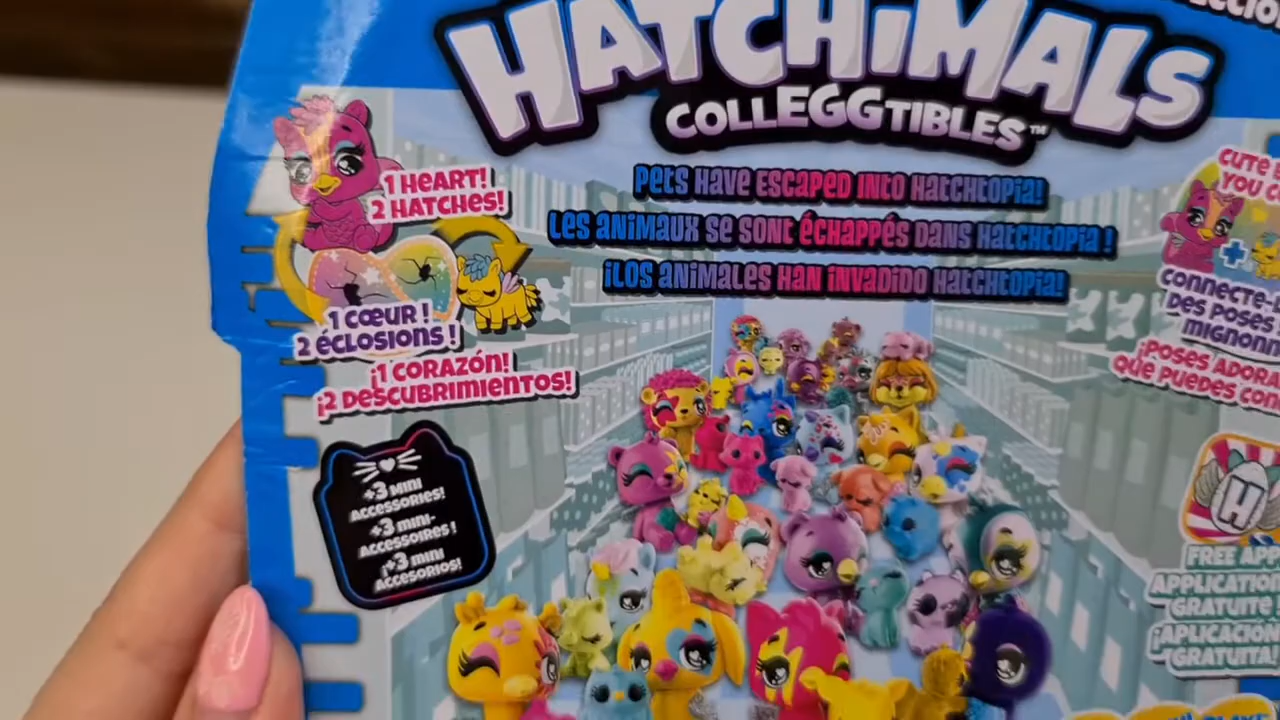 HATCHiMALS
COLLEGGTIBLES™
PETS HAVE ESCAPED INTO HATCHTOPIA!
LES ANIMAUX SE SONT ÉCHAPPÉS DANS HATCHTOPIA !
¡LOS ANIMALES HAN INVADIDO HATCHTOPIA!
1 HEART!
2 HATCHES!
1 CŒUR !
2 ÉCLOSIONS !
¡1 CORAZÓN!
¡2 DESCUBRIMIENTOS!
+3 MINI
ACCESSORIES!
+3 MINI-
ACCESSOIRES !
¡+3 MINI
ACCESORIOS!
CUTE
YOU
+
CONNECTE-
DES POSES
MIGNONN
¡POSES ADORA
QUE PUEDES CON
H
FREE APP
APPLICATION
GRATUITE !
¡APLICACIÓN
GRATUITA!